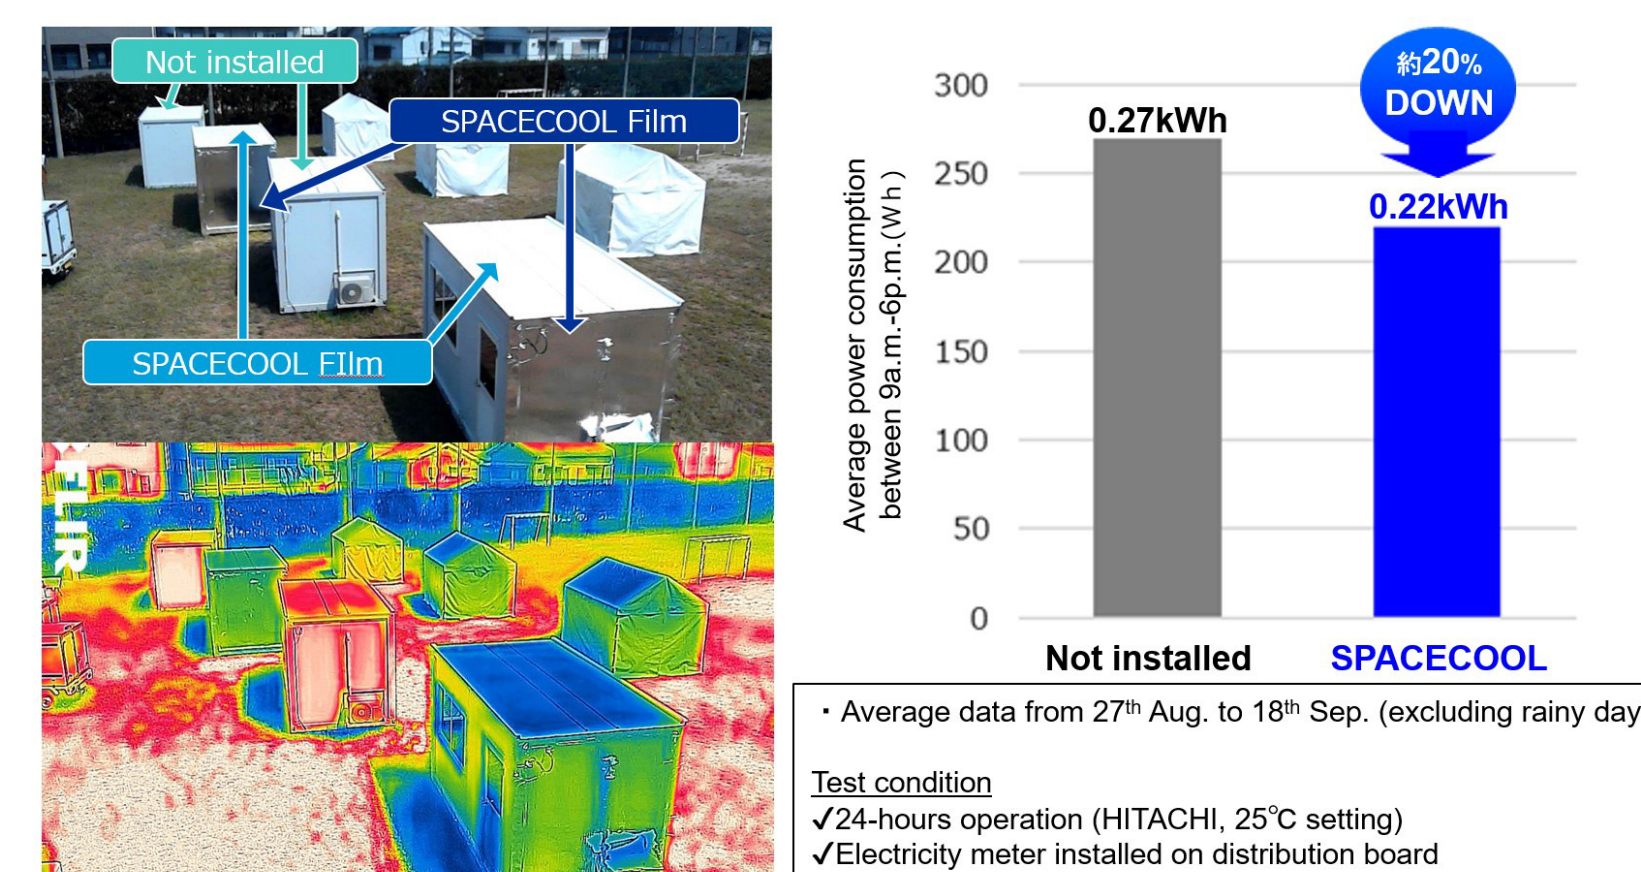 Not installed
SPACECOOL Film
SPACECOOL FIlm
FLIR
300
250
200
150
100
50
0
Average power consumption
between 9a.m.-6p.m.(Wh)
0.27kWh
約20%
DOWN
0.22kWh
Not installed
SPACECOOL
・Average data from 27th Aug. to 18th Sep. (excluding rainy day
Test condition
✓24-hours operation (HITACHI, 25℃ setting)
✓Electricity meter installed on distribution board